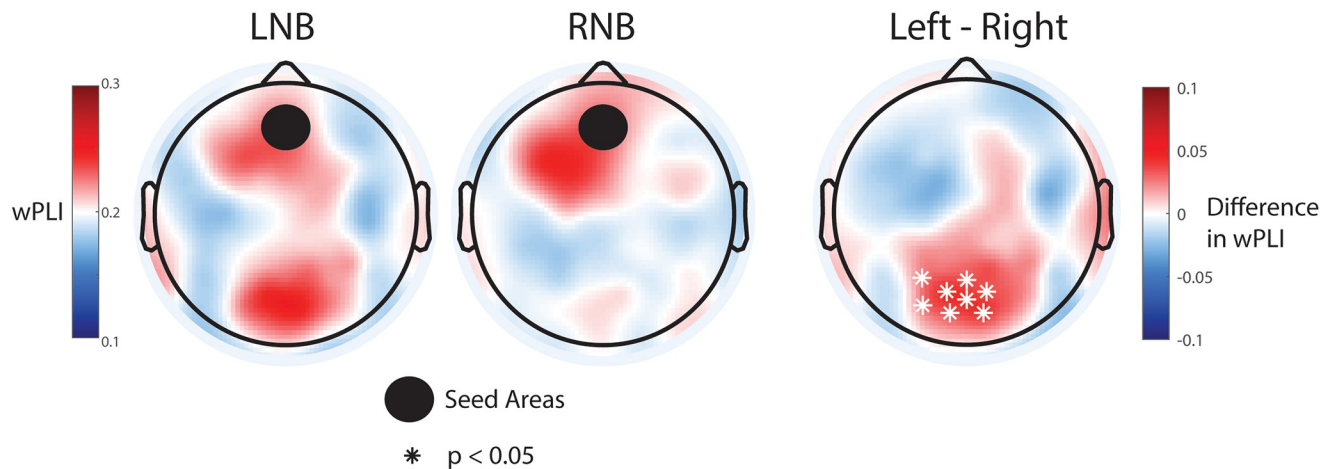 LNB
RNB
Left - Right
0.3
wPLI
0.2
0.1
0.1
0.05
0
-0.05
-0.1
Difference
in wPLI
Seed Areas
* p < 0.05